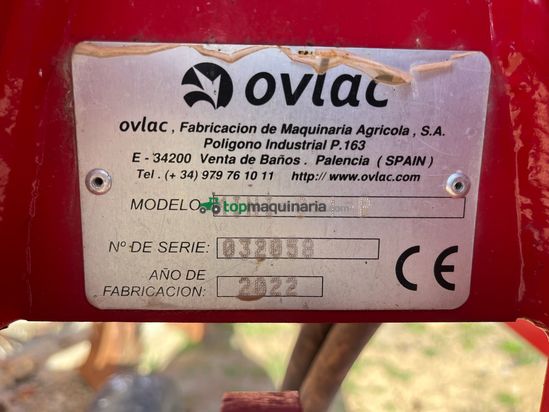 ovlac
ovlac , Fabricacion de Maquinaria Agricola , S.A.
Poligono Industrial P.163
E - 34200 Venta de Baños . Palencia ( SPAIN )
Tel . (+ 34) 979 76 10 11 http://www.ovlac.com
MODELO:
topmaquinaria.com
Nº DE SERIE: 032058
AÑO DE
FABRICACION: 2022
CE